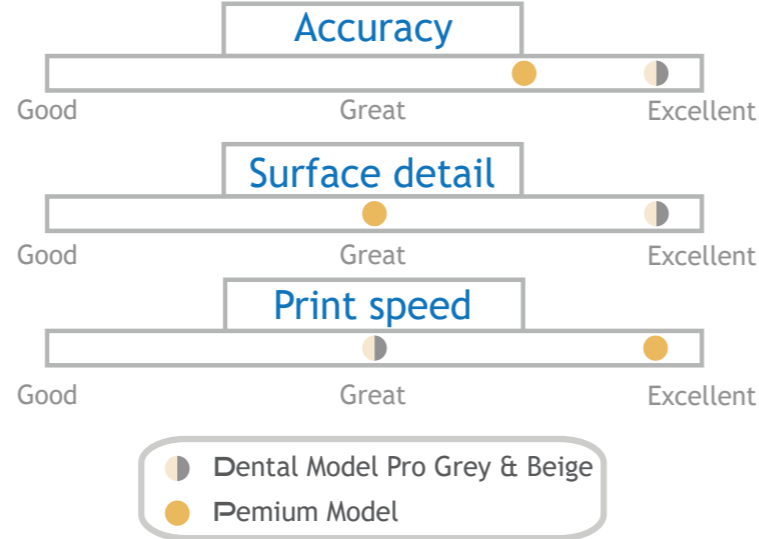 Accuracy
Good Great Excellent
Surface detail
Good Great Excellent
Print speed
Good Great Excellent
Dental Model Pro Grey & Beige
Pemium Model